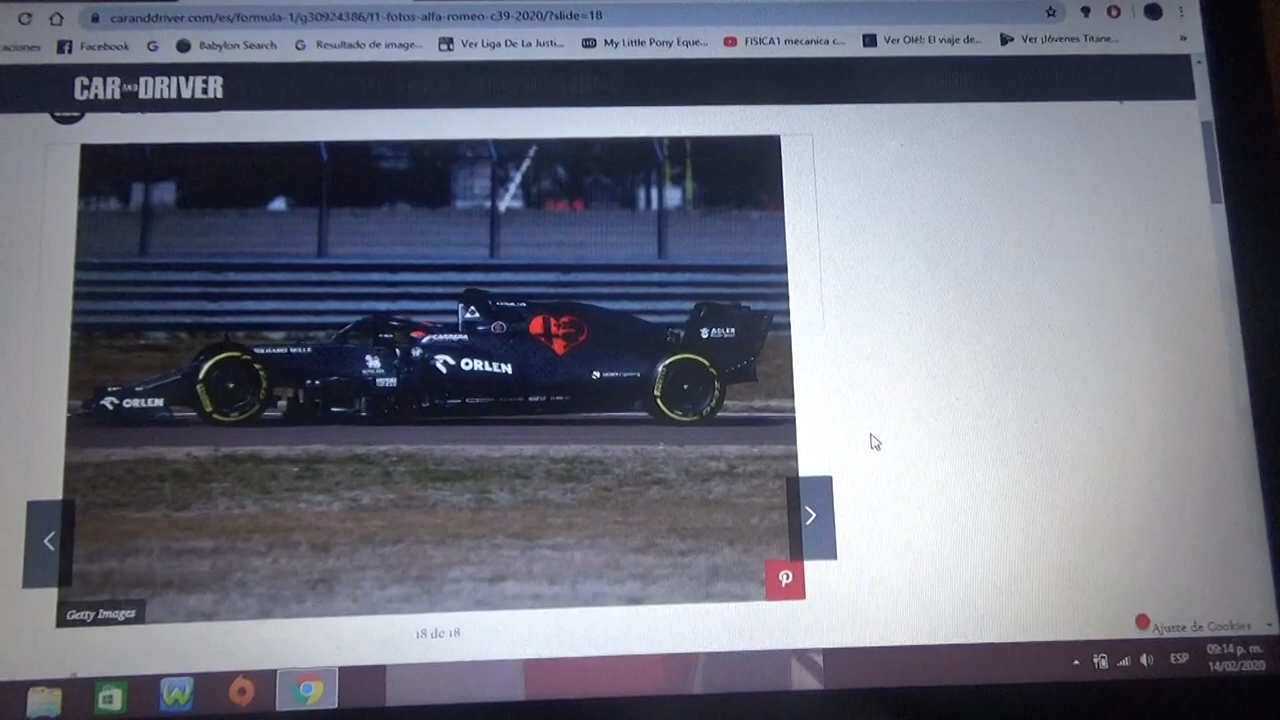 caranddriver.com/es/formula-1/g30924386/f1-fotos-alfa-romeo-c39-2020/?slide=18
aciones Facebook Babylon Search Resultado de image... Ver Liga De La Justi... My Little Pony Eque... FISICA1 mecanica c... Ver ¡Olé!: El viaje de... Ver ¡Jóvenes Titane...
CAR AND DRIVER
ADLER
CARRERA
ORLEN
ORLEN
Getty Images
18 de 18
Ajuste de Cookies
ESP
09:14 p. m.
14/02/2020